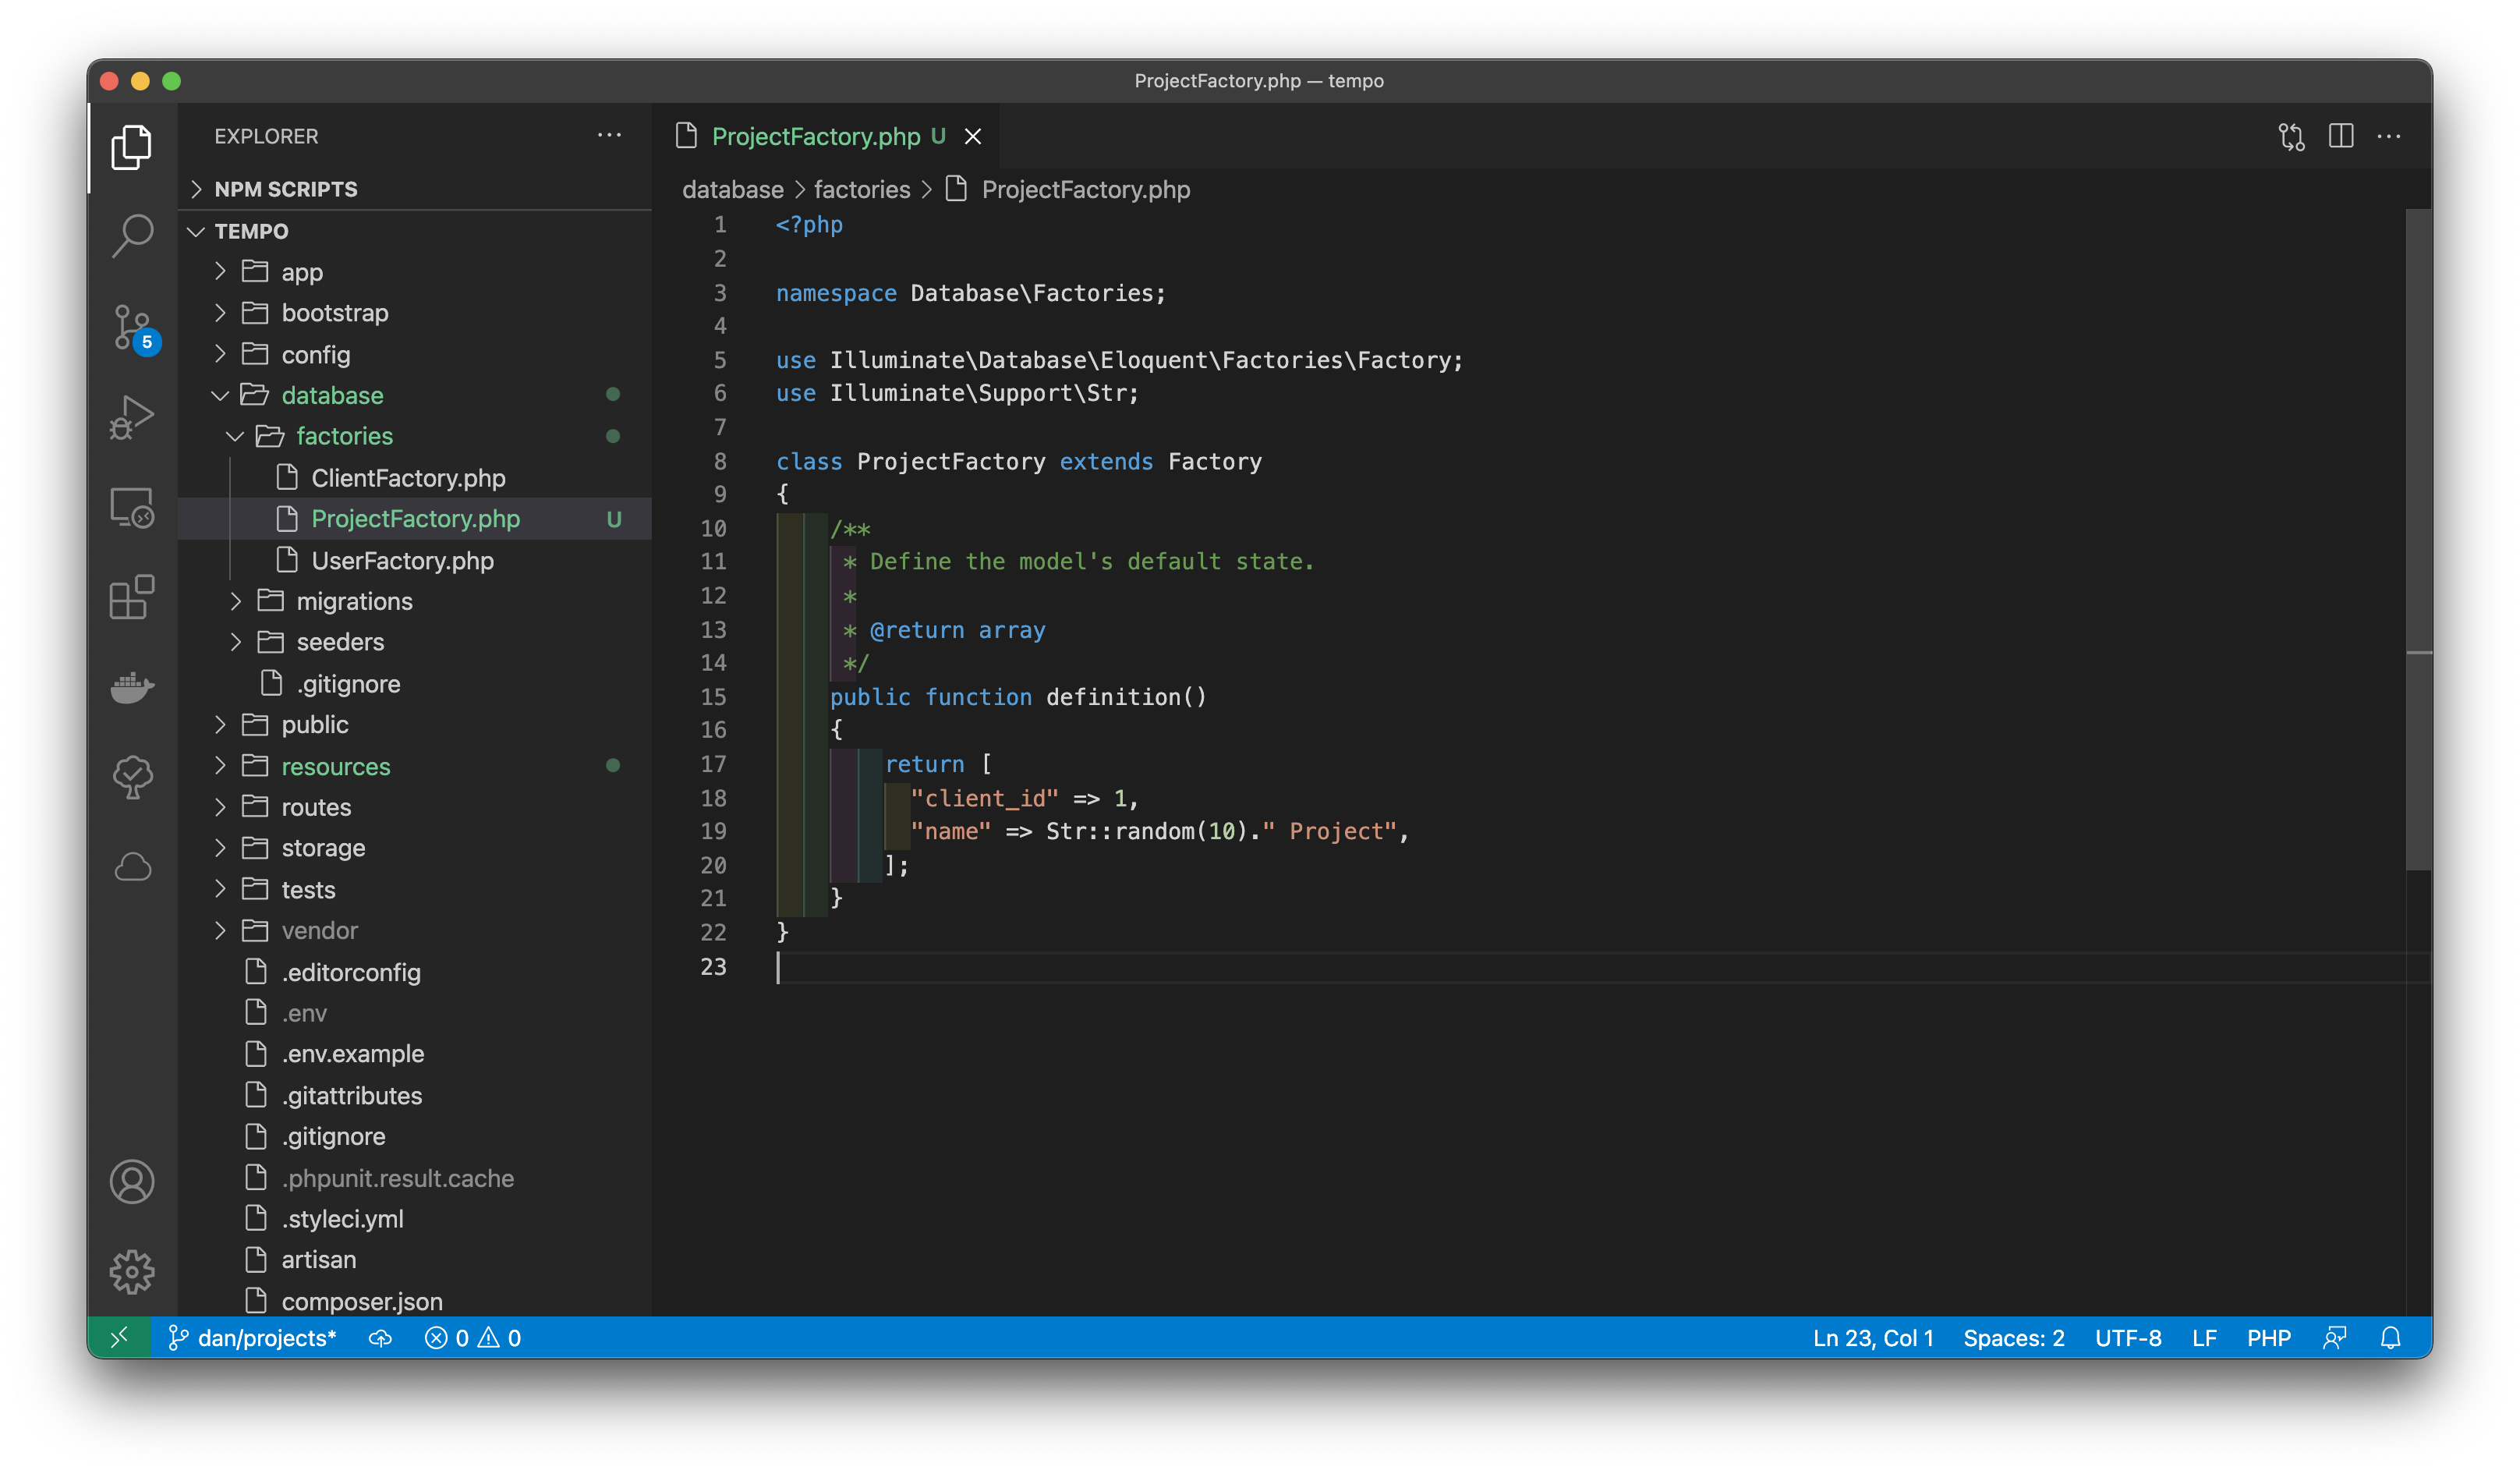 ProjectFactory.php — tempo
EXPLORER
NPM SCRIPTS
TEMPO
app
bootstrap
config
database
factories
ClientFactory.php
ProjectFactory.php U
UserFactory.php
migrations
seeders
.gitignore
public
resources
routes
storage
tests
vendor
.editorconfig
.env
.env.example
.gitattributes
.gitignore
.phpunit.result.cache
.styleci.yml
artisan
composer.json
5
ProjectFactory.php U
database > factories > ProjectFactory.php
1 <?php
2
3 namespace Database\Factories;
4
5 use Illuminate\Database\Eloquent\Factories\Factory;
6 use Illuminate\Support\Str;
7
8 class ProjectFactory extends Factory
9 {
10 /**
11 * Define the model's default state.
12 *
13 * @return array
14 */
15 public function definition()
16 {
17 return [
18 "client_id" => 1,
19 "name" => Str::random(10)." Project",
20 ];
21 }
22 }
23
dan/projects* 0 0 Ln 23, Col 1 Spaces: 2 UTF-8 LF PHP